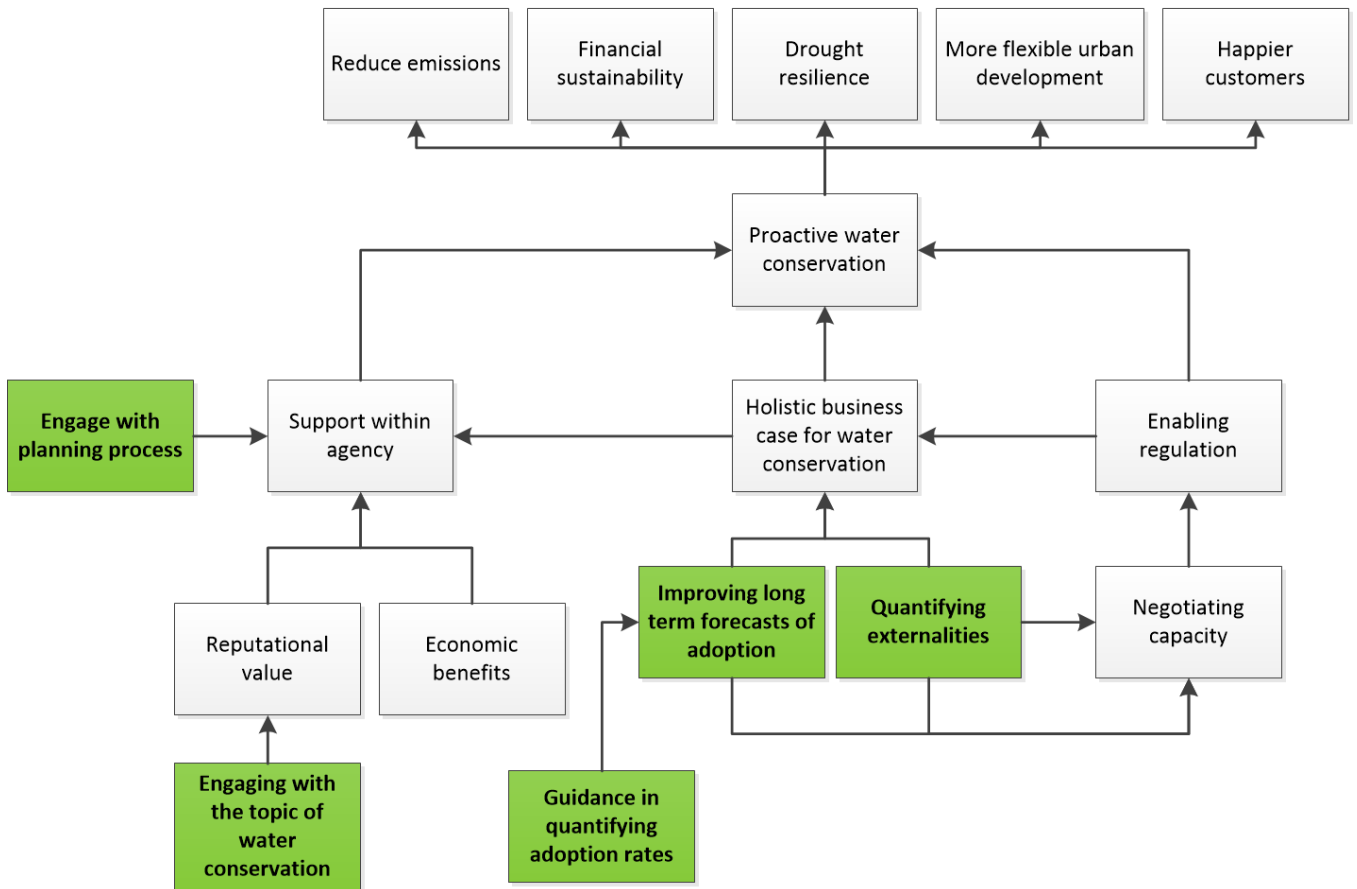 Reduce emissions
Financial
sustainability
Drought
resilience
More flexible urban
development
Happier
customers
Proactive water
conservation
Engage with
planning process
Support within
agency
Holistic business
case for water
conservation
Enabling
regulation
Reputational
value
Economic
benefits
Improving long
term forecasts of
adoption
Quantifying
externalities
Negotiating
capacity
Engaging with
the topic of
water
conservation
Guidance in
quantifying
adoption rates